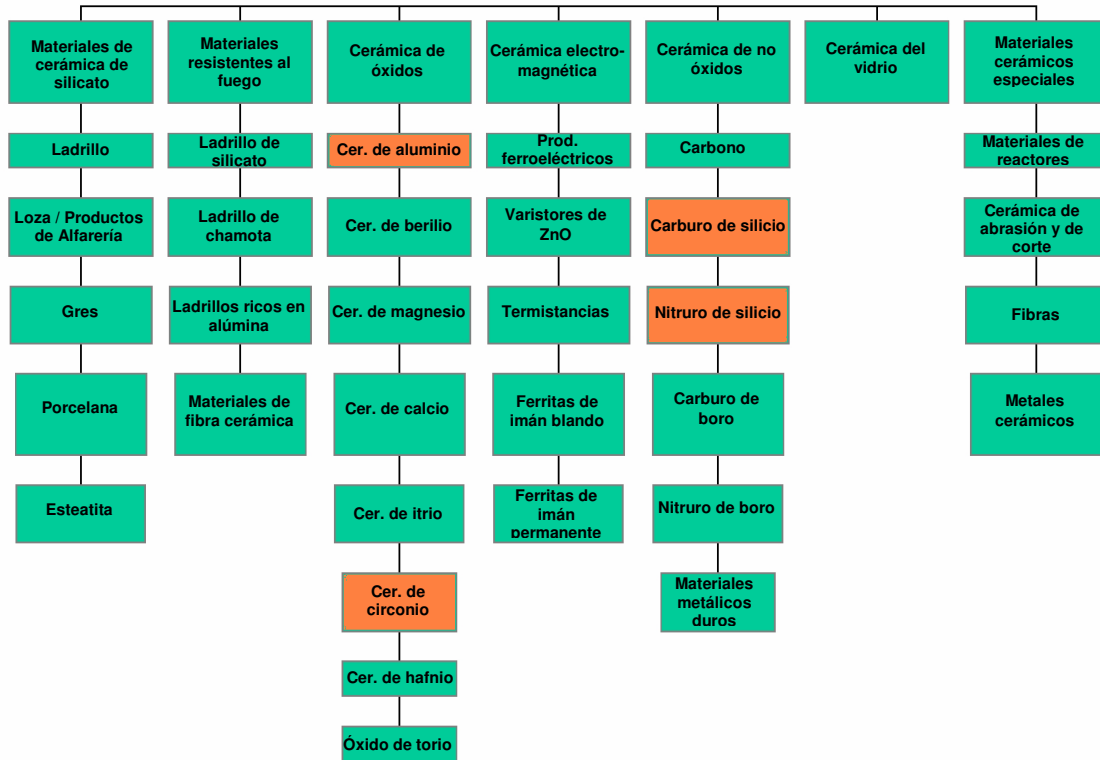 Materiales de
cerámica de
silicato
Materiales
resistentes al
fuego
Cerámica de
óxidos
Cerámica electro-
magnética
Cerámica de no
óxidos
Cerámica del
vidrio
Materiales
cerámicos
especiales
Ladrillo
Ladrillo de
silicato
Cer. de aluminio
Prod.
ferroeléctricos
Carbono
Materiales de
reactores
Loza / Productos
de Alfarería
Ladrillo de
chamota
Cer. de berilio
Varistores de
ZnO
Carburo de silicio
Cerámica de
abrasión y de
corte
Gres
Ladrillos ricos en
alúmina
Cer. de magnesio
Termistancias
Nitruro de silicio
Fibras
Porcelana
Materiales de
fibra cerámica
Cer. de calcio
Ferritas de
imán blando
Carburo de
boro
Metales
cerámicos
Esteatita
Cer. de itrio
Ferritas de
imán
permanente
Nitruro de boro
Cer. de
circonio
Materiales
metálicos
duros
Cer. de hafnio
Óxido de torio